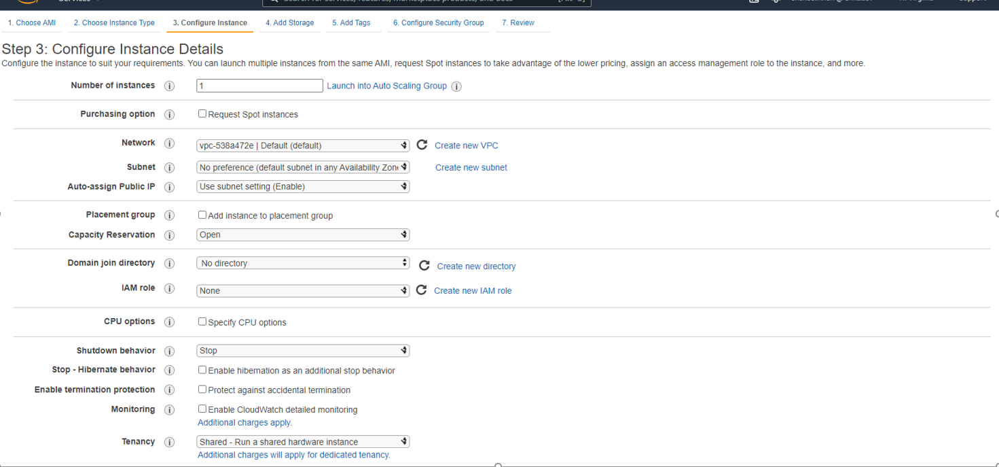 Services
1. Choose AMI 2. Choose Instance Type 3. Configure Instance 4. Add Storage 5. Add Tags 6. Configure Security Group 7. Review
Step 3: Configure Instance Details
Configure the instance to suit your requirements. You can launch multiple instances from the same AMI, request Spot instances to take advantage of the lower pricing, assign an access management role to the instance, and more.
Number of instances i 1 Launch into Auto Scaling Group i
Purchasing option i Request Spot instances
Network i vpc-538a472e | Default (default) Create new VPC
Subnet i No preference (default subnet in any Availability Zon Create new subnet
Auto-assign Public IP i Use subnet setting (Enable)
Placement group i Add instance to placement group
Capacity Reservation i Open
Domain join directory i No directory Create new directory
IAM role i None Create new IAM role
CPU options i Specify CPU options
Shutdown behavior i Stop
Stop - Hibernate behavior i Enable hibernation as an additional stop behavior
Enable termination protection i Protect against accidental termination
Monitoring i Enable CloudWatch detailed monitoring
Additional charges apply.
Tenancy i Shared - Run a shared hardware instance
Additional charges will apply for dedicated tenancy.